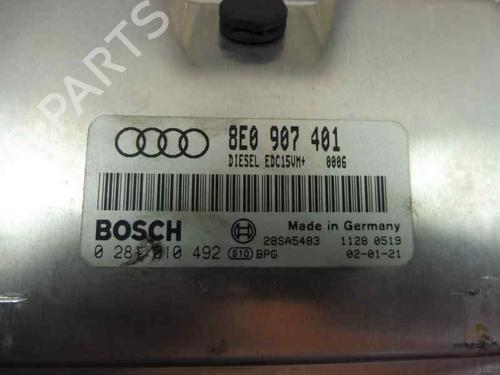 8E0 907 401
DIESEL EDC15VM+ 0006
BOSCH
Made in Germany
28SA5483 1128 0519
0 281 010 492 S10 BPG 02-01-21
B-PARTS